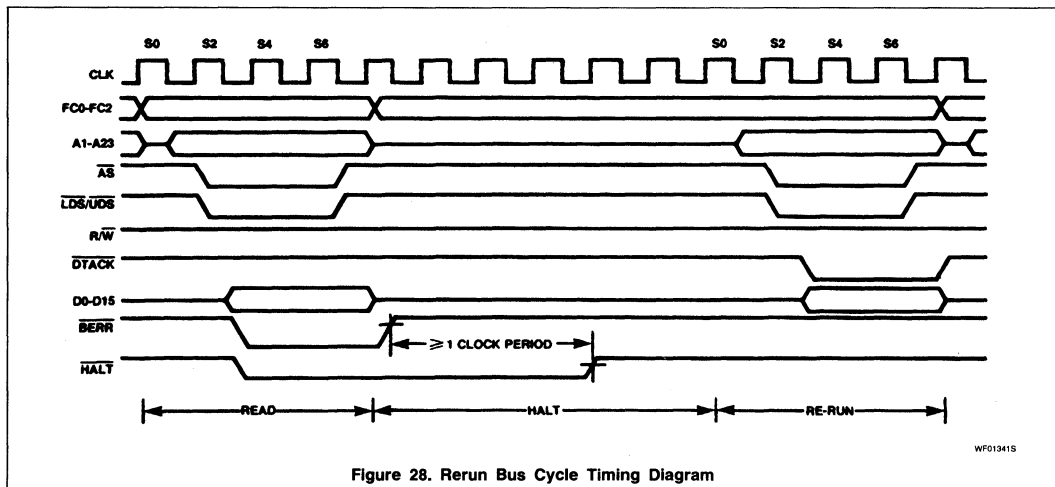 S0 S2 S4 S6 S0 S2 S4 S6
CLK
FC0-FC2
A1-A23
AS
LDS/UDS
R/W
DTACK
D0-D15
BERR
≥ 1 CLOCK PERIOD
HALT
READ HALT RE-RUN
WF01341S
Figure 28. Rerun Bus Cycle Timing Diagram